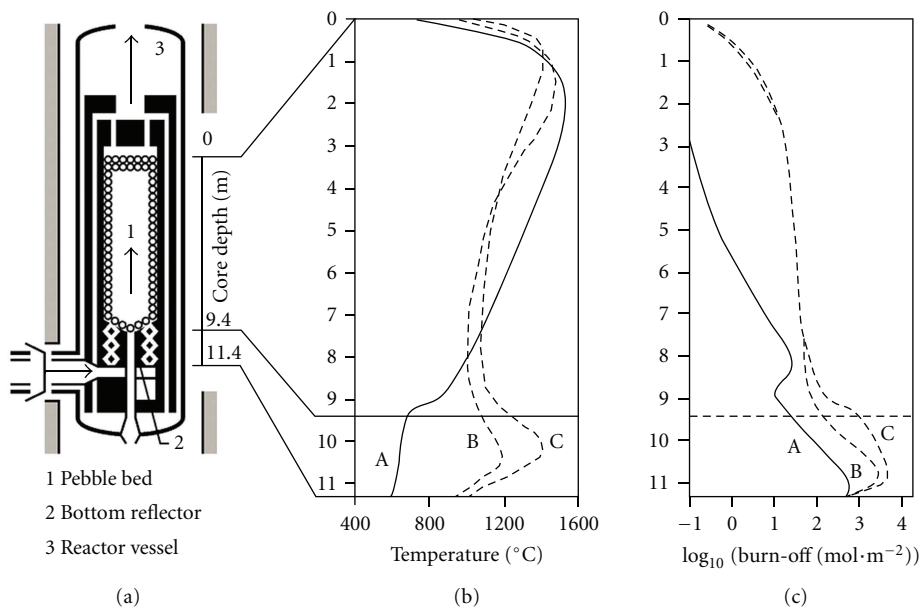 3
0
1
Core depth (m)
9.4
11.4
2
1 Pebble bed
2 Bottom reflector
3 Reactor vessel
(a)
0
1
2
3
4
5
6
7
8
9
10
11
A
B
C
400
800
1200
1600
Temperature (°C)
(b)
0
1
2
3
4
5
6
7
8
9
10
11
A
B
C
−1
0
1
2
3
4
log₁₀ (burn-off (mol·m⁻²))
(c)